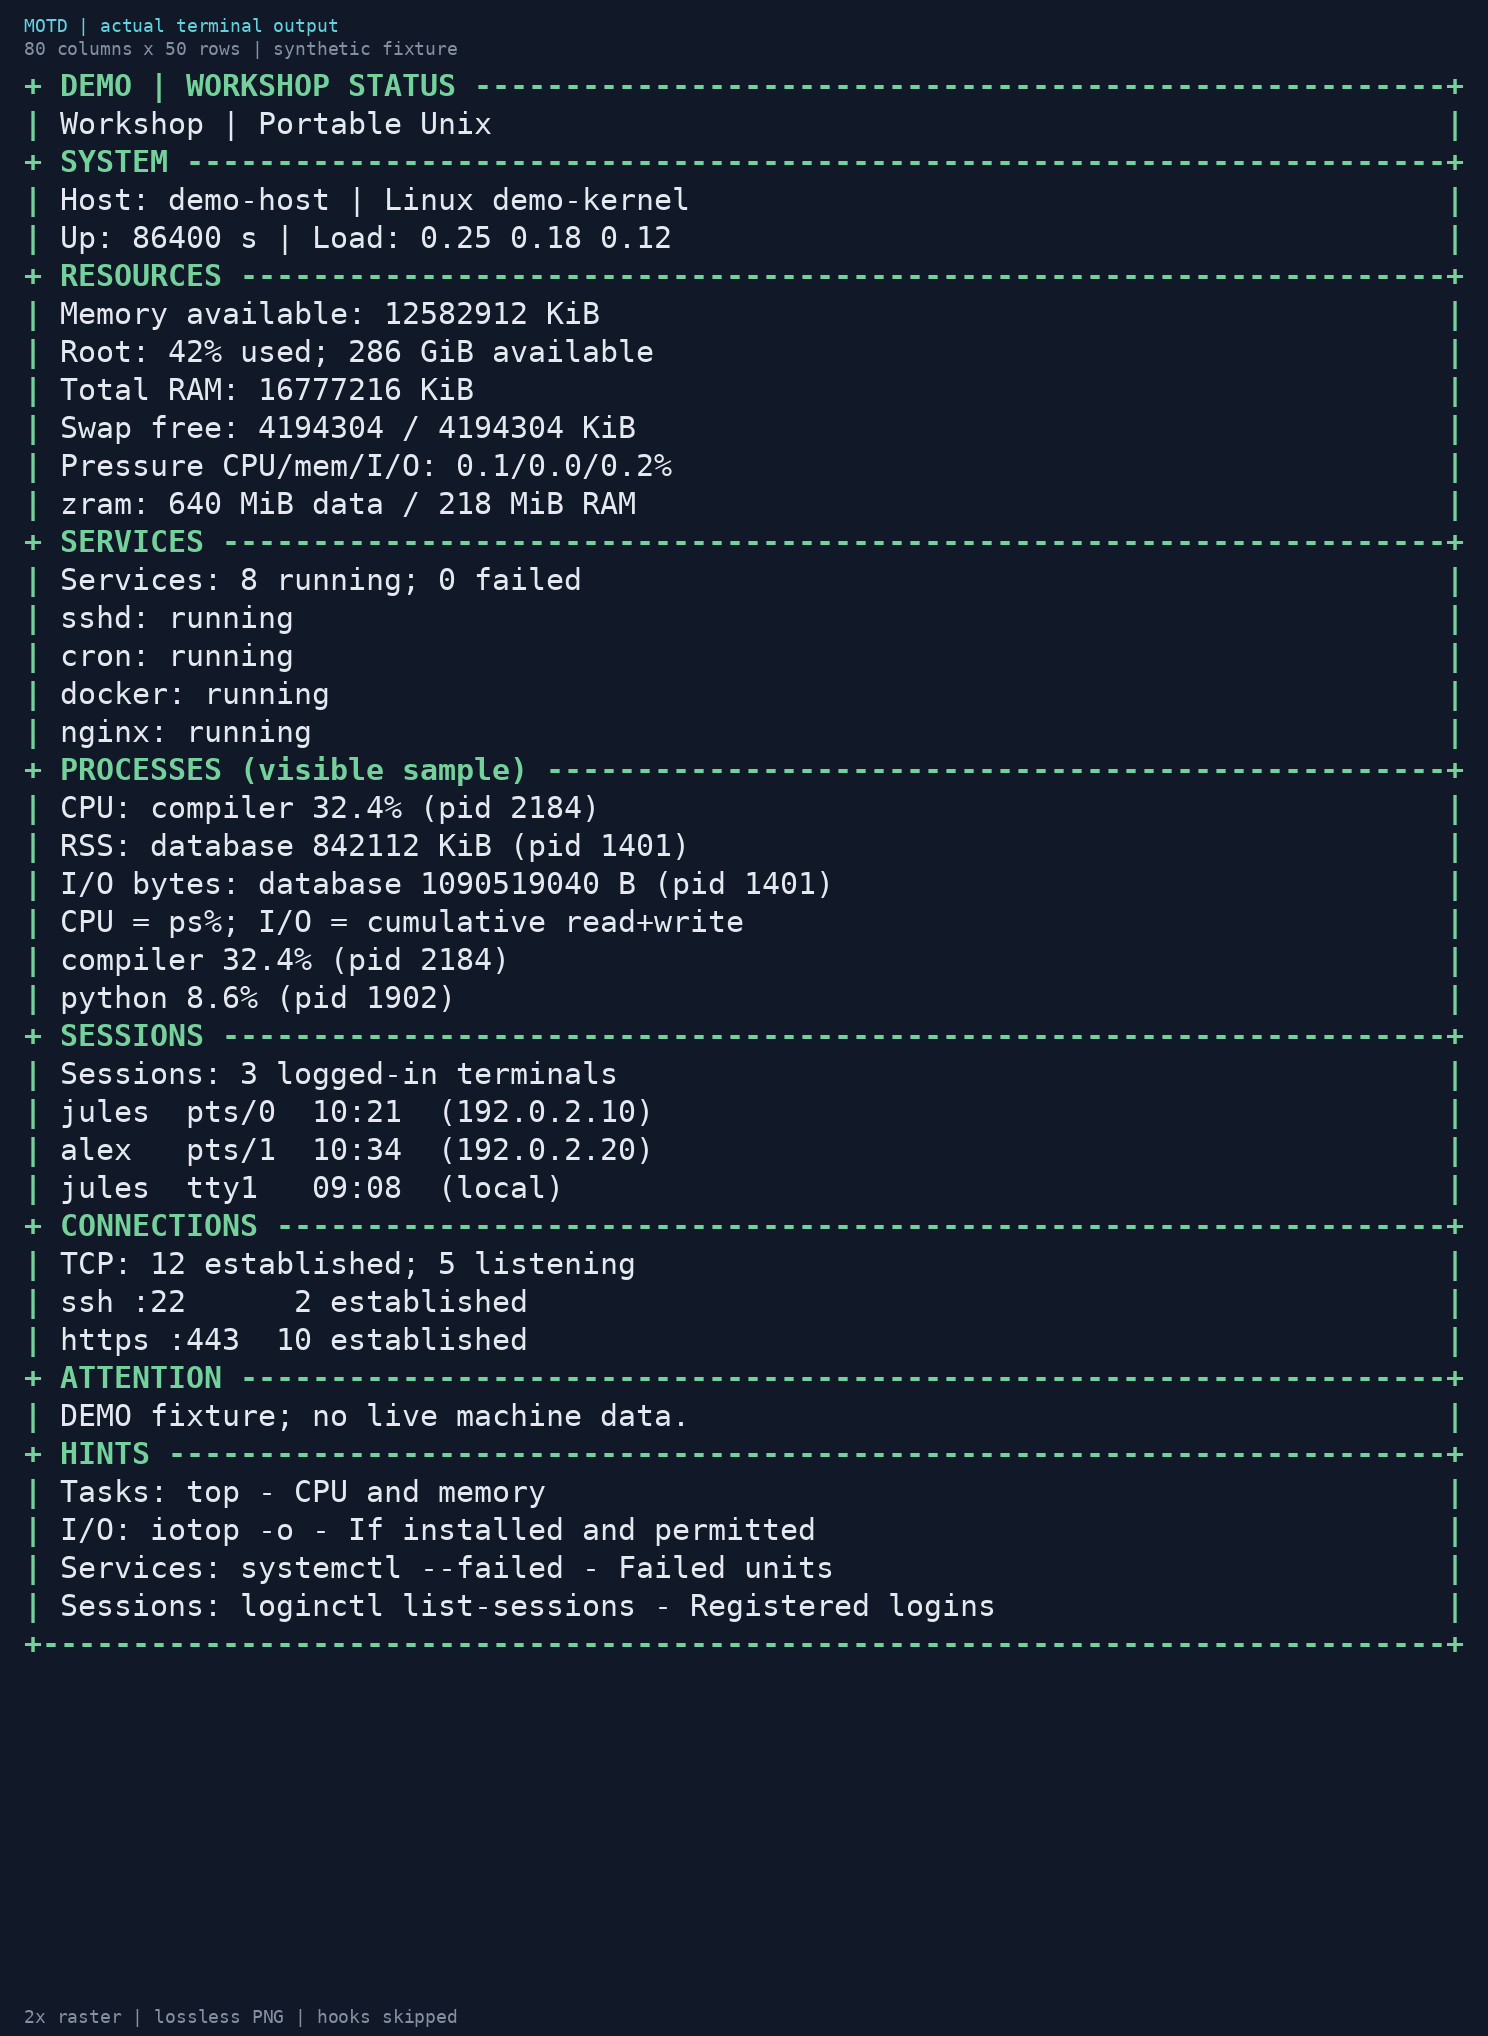 MOTD | actual terminal output
80 columns x 50 rows | synthetic fixture
+ DEMO | WORKSHOP STATUS ------------------------------------------------------+
| Workshop | Portable Unix                                                     |
+ SYSTEM ----------------------------------------------------------------------+
| Host: demo-host | Linux demo-kernel                                          |
| Up: 86400 s | Load: 0.25 0.18 0.12                                           |
+ RESOURCES -------------------------------------------------------------------+
| Memory available: 12582912 KiB                                               |
| Root: 42% used; 286 GiB available                                            |
| Total RAM: 16777216 KiB                                                      |
| Swap free: 4194304 / 4194304 KiB                                             |
| Pressure CPU/mem/I/O: 0.1/0.0/0.2%                                           |
| zram: 640 MiB data / 218 MiB RAM                                             |
+ SERVICES --------------------------------------------------------------------+
| Services: 8 running; 0 failed                                                |
| sshd: running                                                                |
| cron: running                                                                |
| docker: running                                                              |
| nginx: running                                                               |
+ PROCESSES (visible sample) --------------------------------------------------+
| CPU: compiler 32.4% (pid 2184)                                               |
| RSS: database 842112 KiB (pid 1401)                                          |
| I/O bytes: database 1090519040 B (pid 1401)                                  |
| CPU = ps%; I/O = cumulative read+write                                       |
| compiler 32.4% (pid 2184)                                                    |
| python 8.6% (pid 1902)                                                       |
+ SESSIONS --------------------------------------------------------------------+
| Sessions: 3 logged-in terminals                                              |
| jules  pts/0  10:21  (192.0.2.10)                                            |
| alex   pts/1  10:34  (192.0.2.20)                                            |
| jules  tty1   09:08  (local)                                                 |
+ CONNECTIONS -----------------------------------------------------------------+
| TCP: 12 established; 5 listening                                             |
| ssh :22      2 established                                                   |
| https :443  10 established                                                   |
+ ATTENTION -------------------------------------------------------------------+
| DEMO fixture; no live machine data.                                          |
+ HINTS -----------------------------------------------------------------------+
| Tasks: top - CPU and memory                                                  |
| I/O: iotop -o - If installed and permitted                                   |
| Services: systemctl --failed - Failed units                                  |
| Sessions: loginctl list-sessions - Registered logins                         |
+------------------------------------------------------------------------------+
2x raster | lossless PNG | hooks skipped